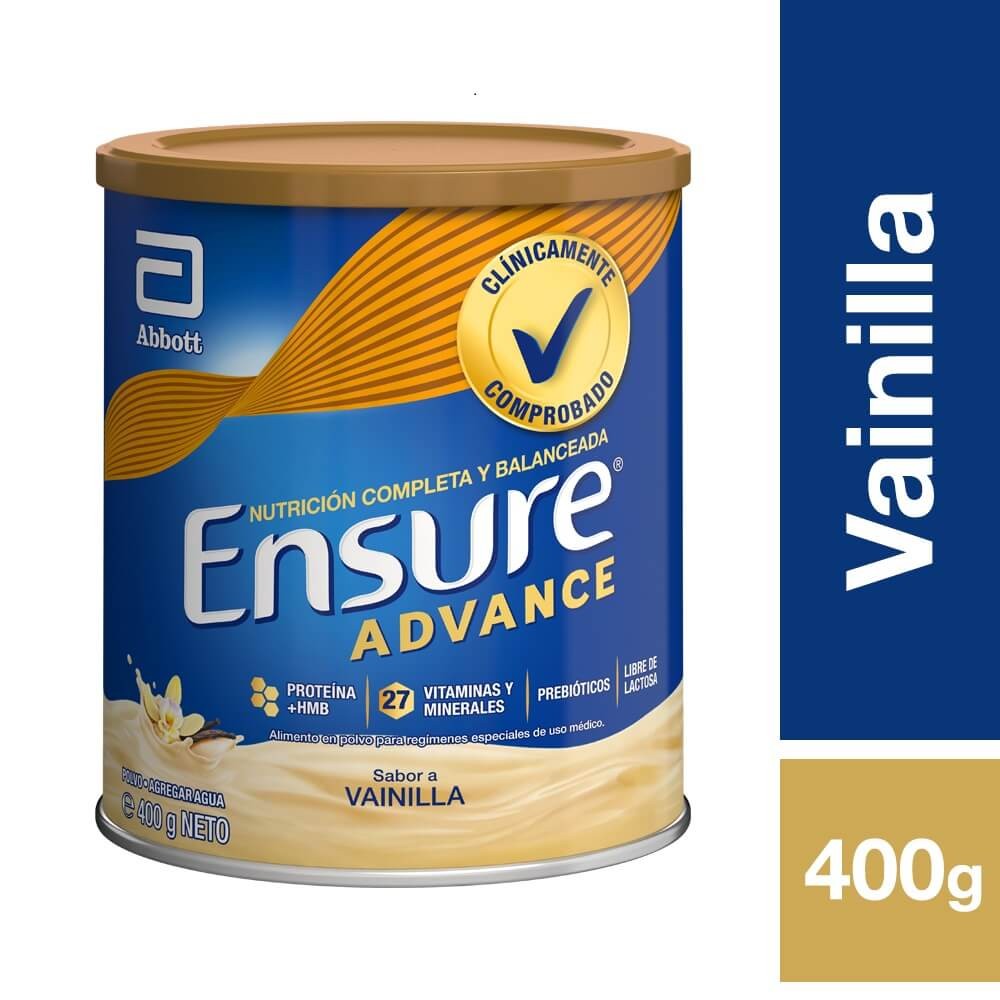 Abbott
CLÍNICAMENTE
COMPROBADO
NUTRICIÓN COMPLETA Y BALANCEADA
Ensure®
ADVANCE
PROTEÍNA
+HMB
27
VITAMINAS Y
MINERALES
PREBIÓTICOS
LIBRE DE
LACTOSA
Alimento en polvo para regímenes especiales de uso médico.
Sabor a
VAINILLA
POLVO•AGREGAR AGUA
℮ 400 g NETO
Vainilla
400g